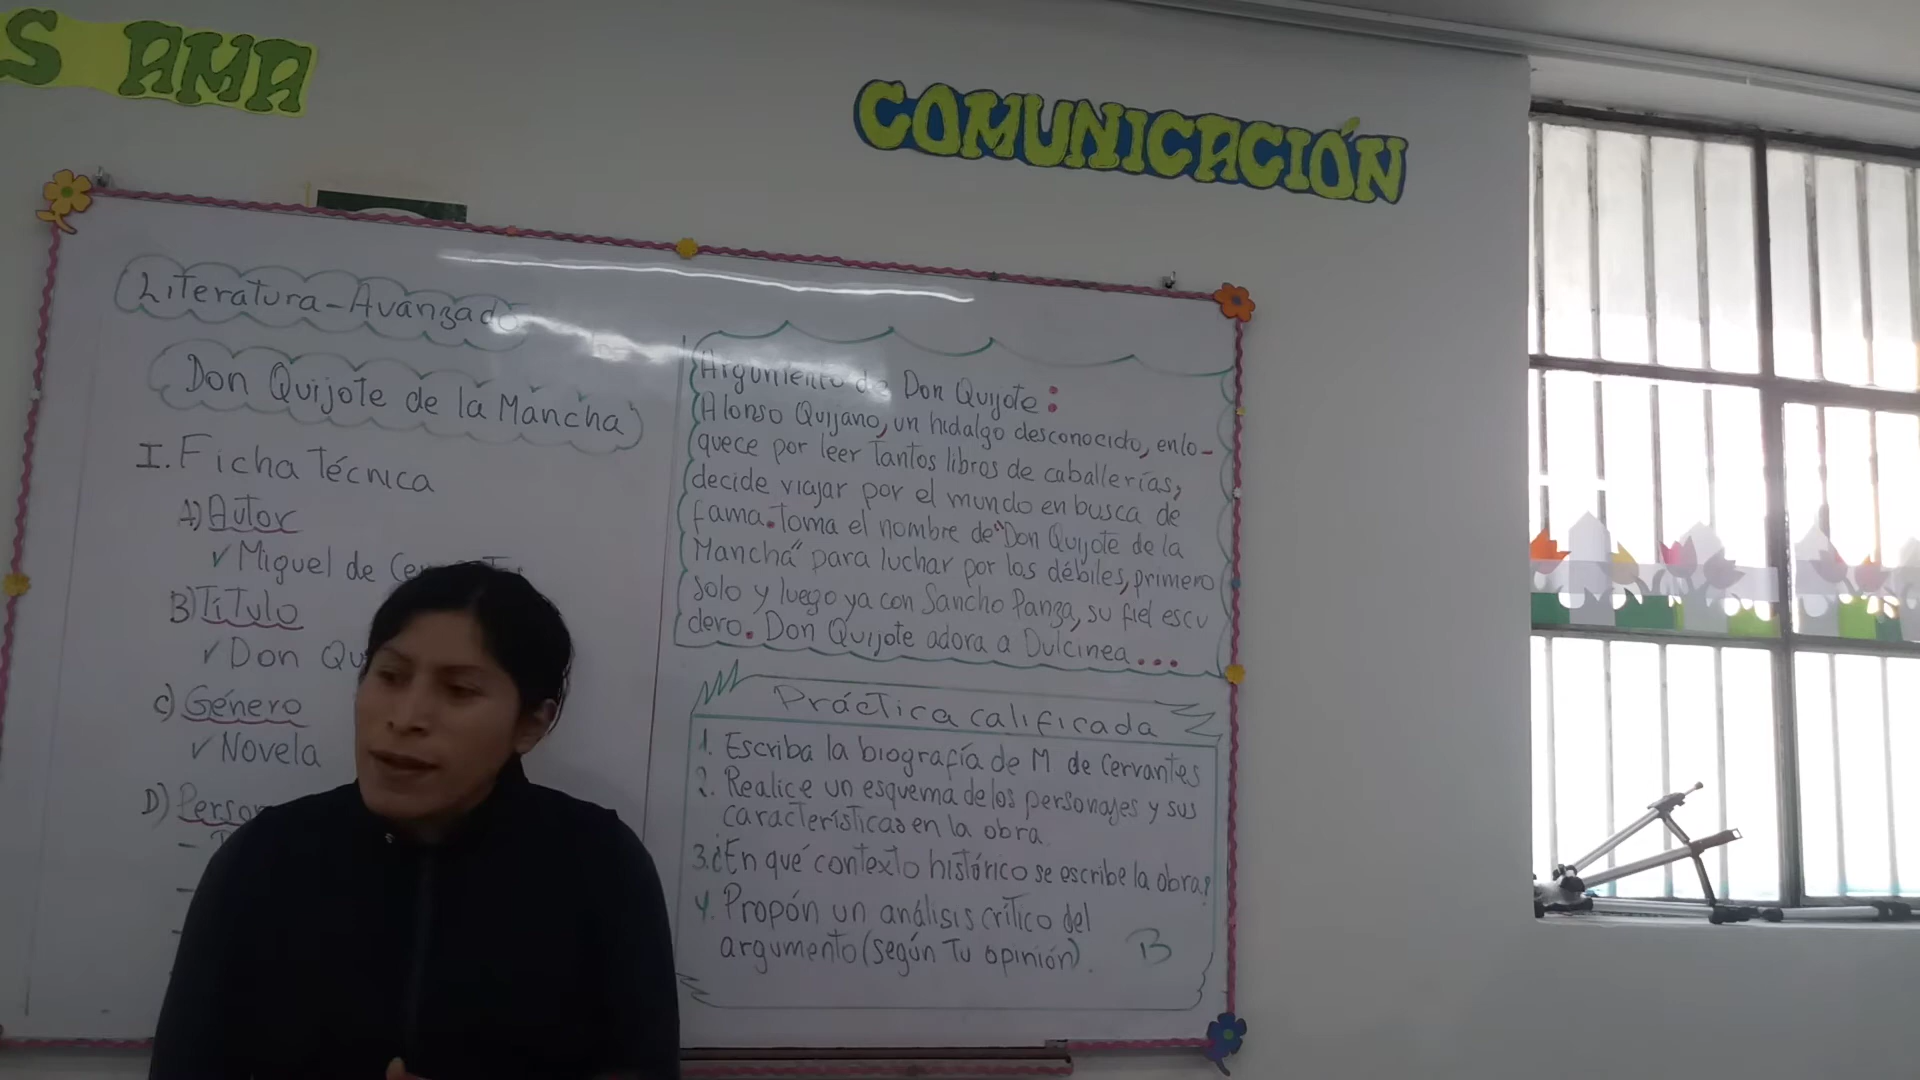 S AMA
COMUNICACIÓN
Literatura-Avanzado
Don Quijote de la Mancha
I. Ficha técnica
A) Autor
✓ Miguel de
B) Título
✓ Don
C) Género
✓ Novela
D)
Argumento de Don Quijote:
Alonso Quijano, un hidalgo desconocido, enlo-
quece por leer tantos libros de caballerías,
decide viajar por el mundo en busca de
fama. Toma el nombre de "Don Quijote de la
Mancha" para luchar por los débiles, primero
solo y luego ya con Sancho Panza, su fiel escu
dero. Don Quijote adora a Dulcinea...
Práctica calificada
1. Escriba la biografía de M de Cervantes
2. Realice un esquema de los personajes y sus
características en la obra.
3. ¿En qué contexto histórico se escribe la obra?
4. Propón un análisis crítico del
argumento (según tu opinión).
B